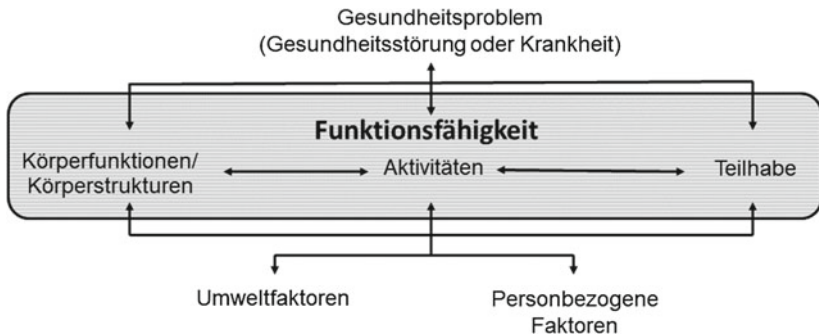 Gesundheitsproblem
(Gesundheitsstörung oder Krankheit)
Funktionsfähigkeit
Körperfunktionen/
Körperstrukturen
Aktivitäten
Teilhabe
Umweltfaktoren
Personbezogene
Faktoren